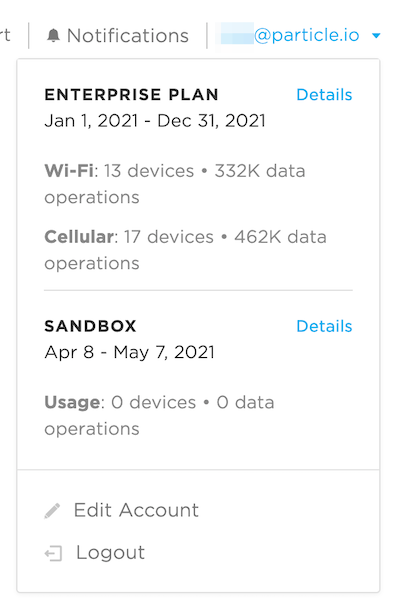 rt
Notifications
@particle.io
ENTERPRISE PLAN Details
Jan 1, 2021 - Dec 31, 2021
Wi-Fi: 13 devices • 332K data
operations
Cellular: 17 devices • 462K data
operations
SANDBOX Details
Apr 8 - May 7, 2021
Usage: 0 devices • 0 data
operations
Edit Account
Logout